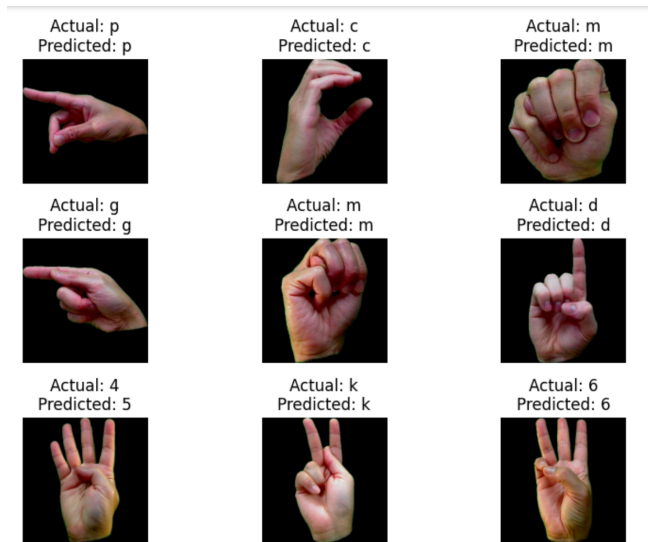 Actual: p
Predicted: p
Actual: c
Predicted: c
Actual: m
Predicted: m
Actual: g
Predicted: g
Actual: m
Predicted: m
Actual: d
Predicted: d
Actual: 4
Predicted: 5
Actual: k
Predicted: k
Actual: 6
Predicted: 6